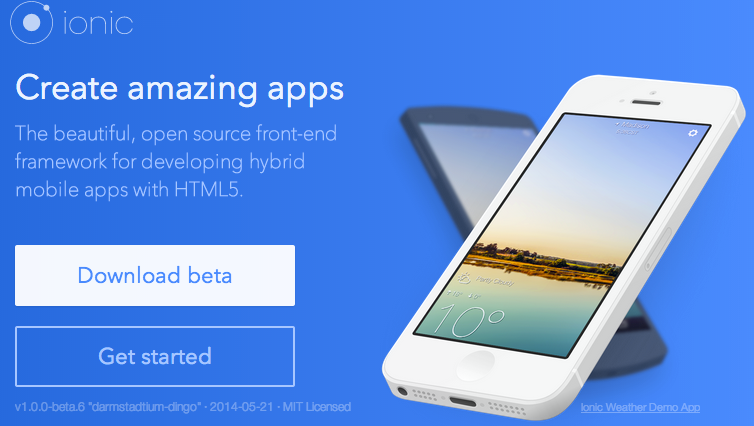 ionic
Create amazing apps
The beautiful, open source front-end
framework for developing hybrid
mobile apps with HTML5.
Download beta
Get started
v1.0.0-beta.6 "darmstadtium-dingo" · 2014-05-21 · MIT Licensed
Partly Cloudy
10°
Ionic Weather Demo App